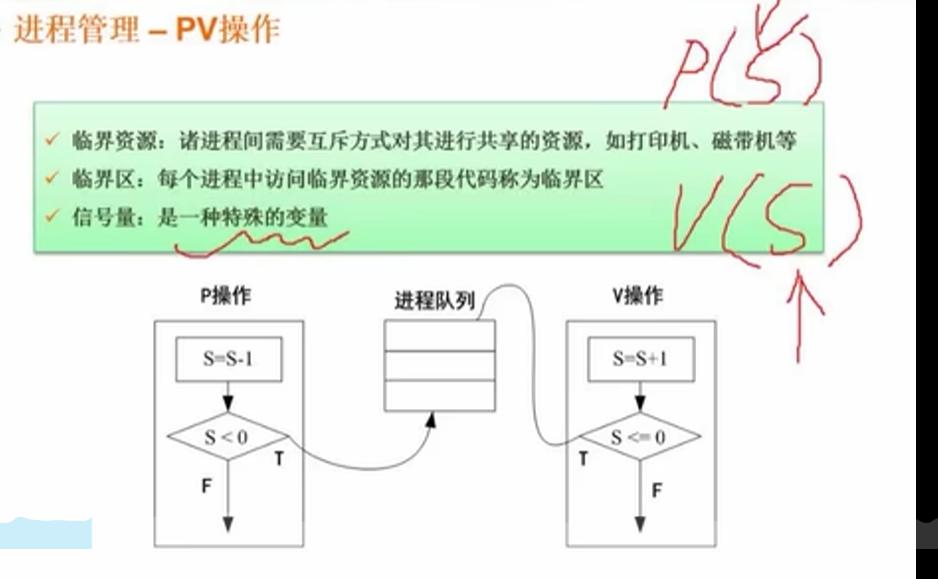 进程管理 – PV操作
P(S)
✓ 临界资源：诸进程间需要互斥方式对其进行共享的资源，如打印机、磁带机等
✓ 临界区：每个进程中访问临界资源的那段代码称为临界区
✓ 信号量：是一种特殊的变量
V(S)
P操作
进程队列
V操作
S=S-1
S=S+1
S < 0
S <= 0
T
T
F
F